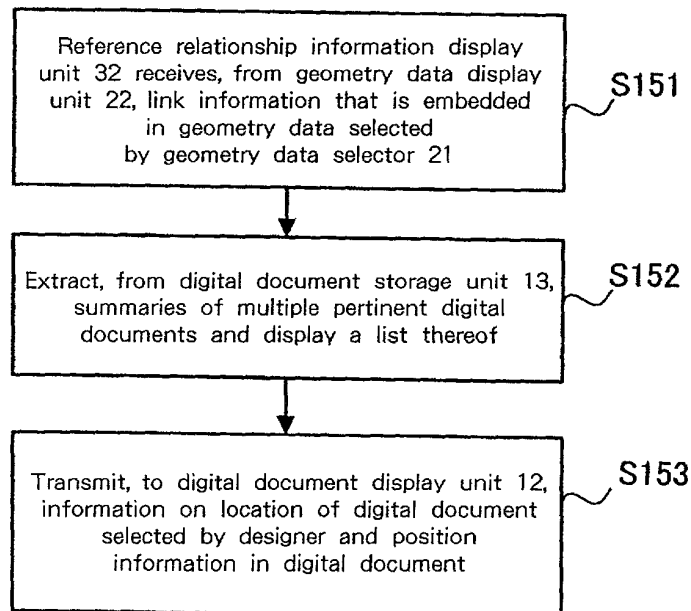 Reference relationship information display
unit 32 receives, from geometry data display
unit 22, link information that is embedded
in geometry data selected
by geometry data selector 21
S151
Extract, from digital document storage unit 13,
summaries of multiple pertinent digital
documents and display a list thereof
S152
Transmit, to digital document display unit 12,
information on location of digital document
selected by designer and position
information in digital document
S153